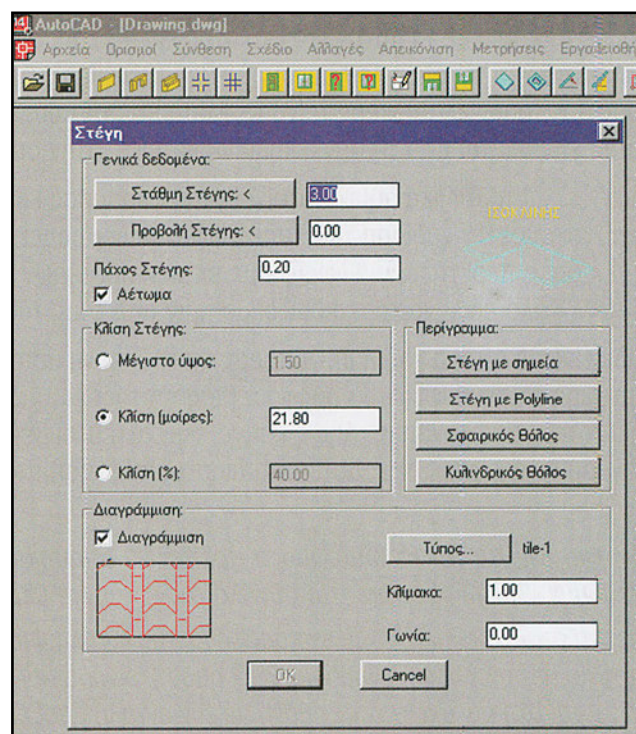 AutoCAD - [Drawing.dwg]
Αρχεία Ορισμοί Σύνθεση Σχέδιο Αλλαγές Απεικόνιση Μετρήσεις Εργαλειοθή
Στέγη
Γενικά δεδομένα:
Στάθμη Στέγης: < 3.00
Προβολή Στέγης: < 0.00
ΙΣΟΚΛΙΝΗΣ
Πάχος Στέγης: 0.20
Αέτωμα
Κλίση Στέγης:
Μέγιστο ύψος: 1.50
Κλίση (μοίρες): 21.80
Κλίση (%): 40.00
Περίγραμμα:
Στέγη με σημεία
Στέγη με Polyline
Σφαιρικός Θόλος
Κυλινδρικός Θόλος
Διαγράμμιση:
Διαγράμμιση
Τύπος... tile-1
Κλίμακα: 1.00
Γωνία: 0.00
OK Cancel